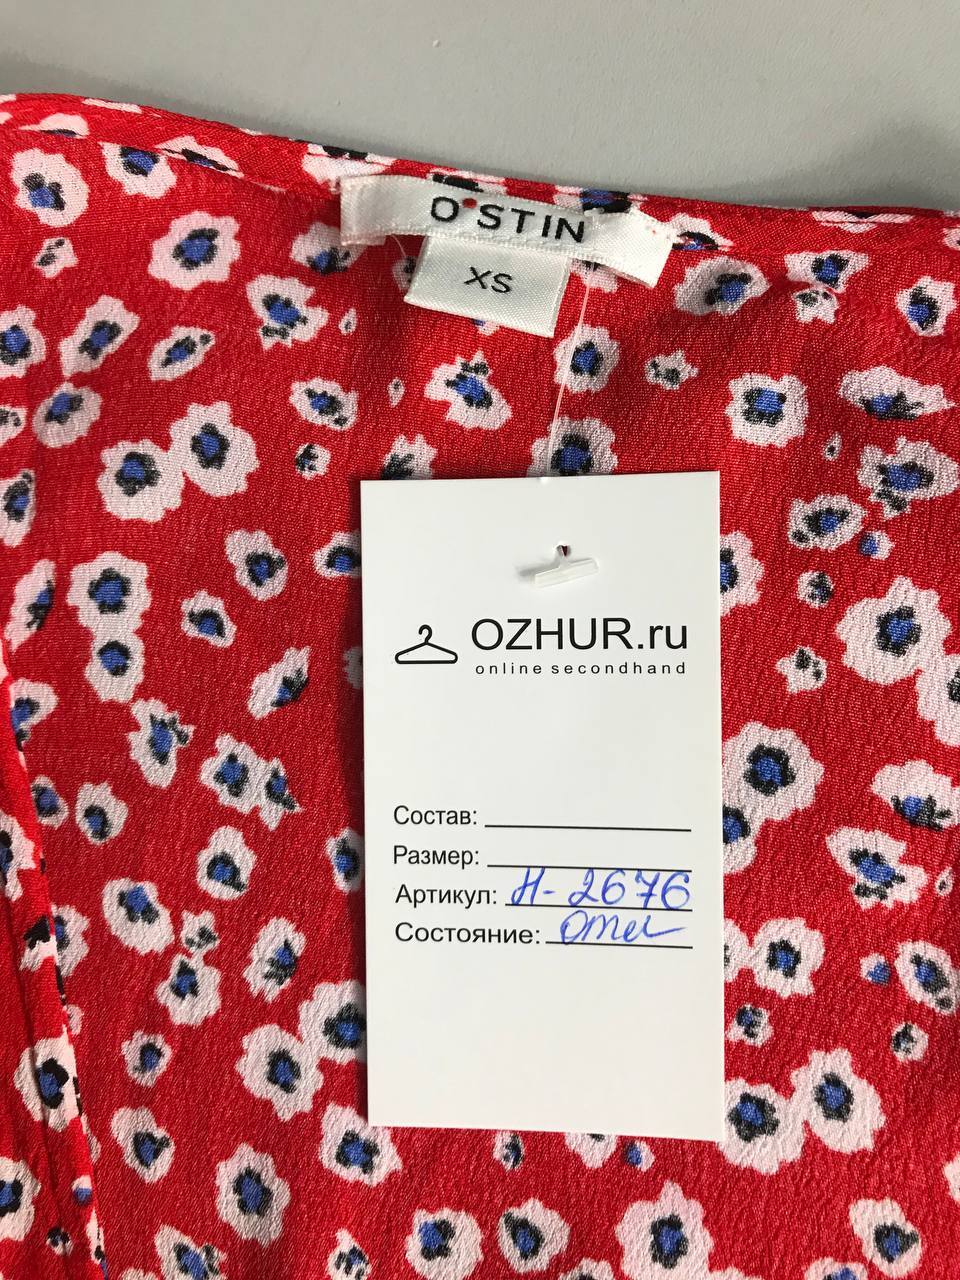 O'STIN
XS
OZHUR.ru
online secondhand
Состав:
Размер:
Артикул: Н-2676
Состояние: Отл